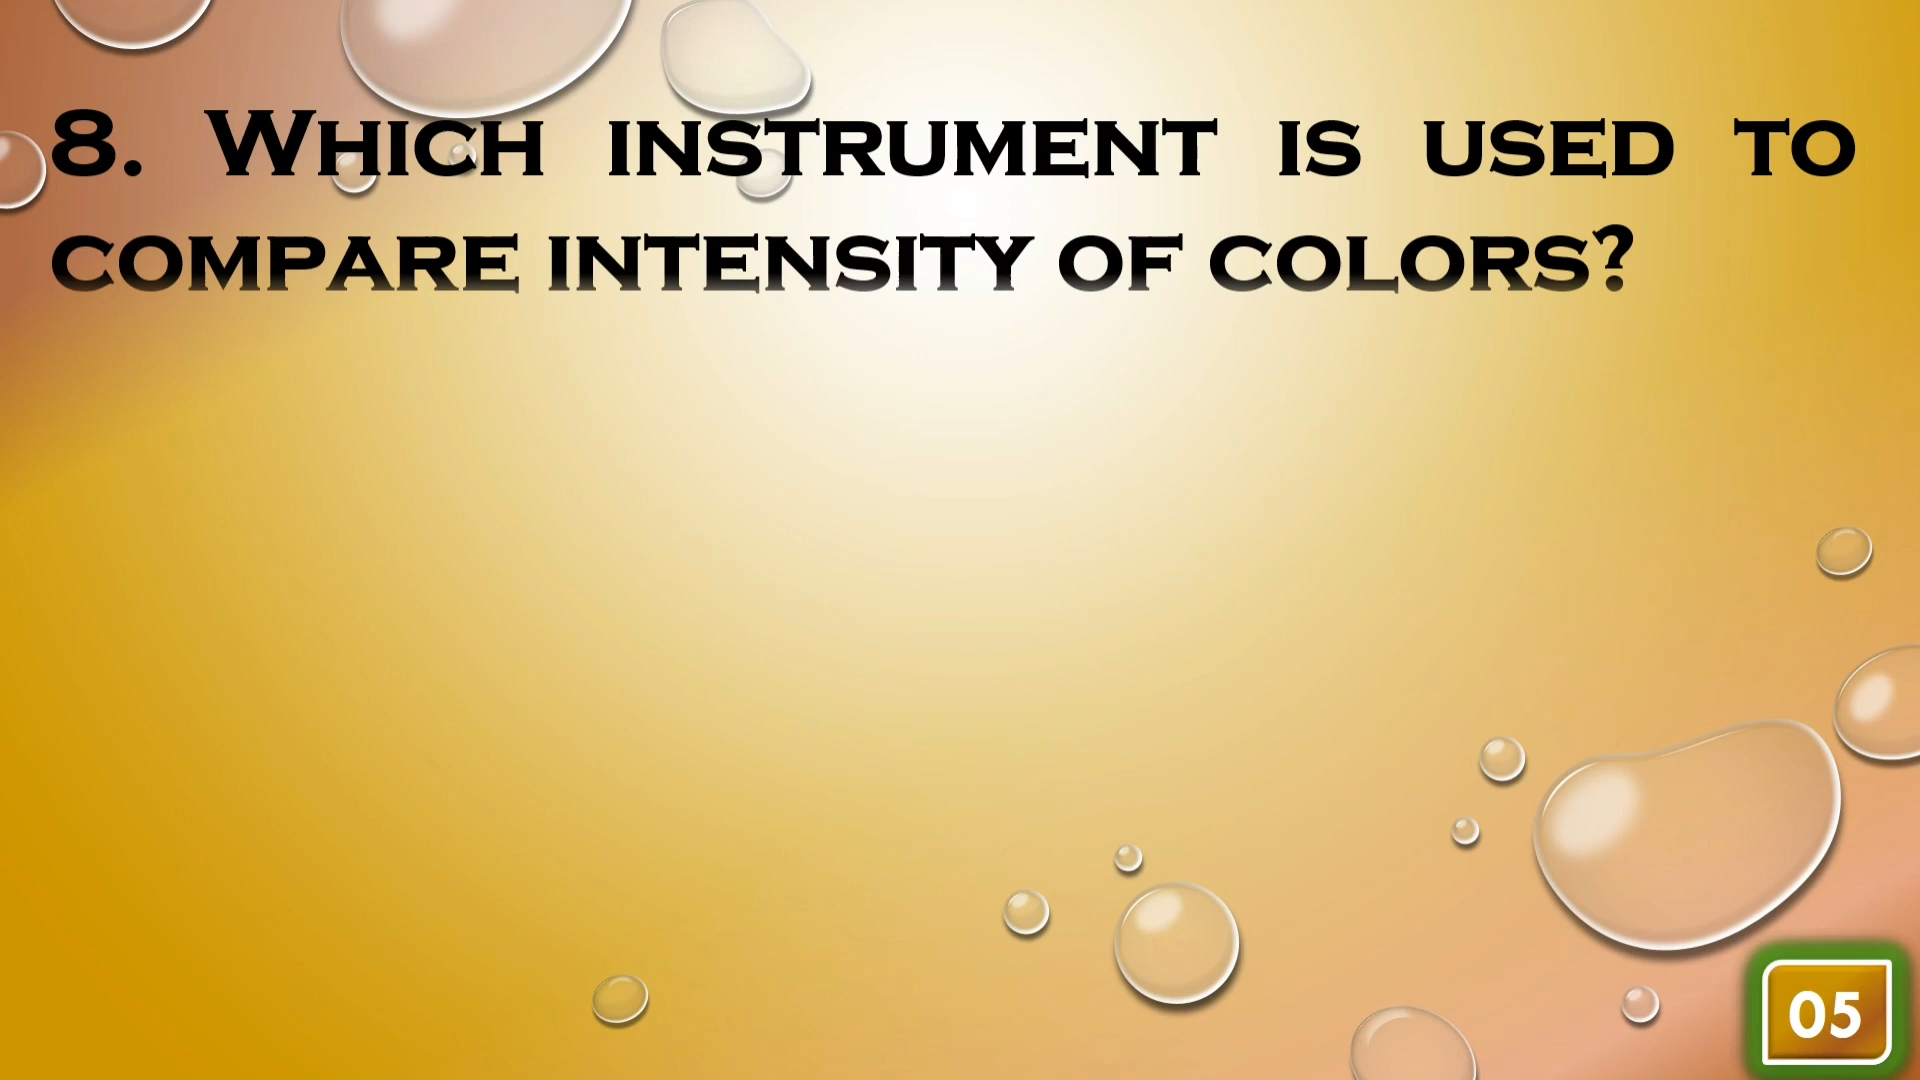 8. Which instrument is used to
compare intensity of colors?
05